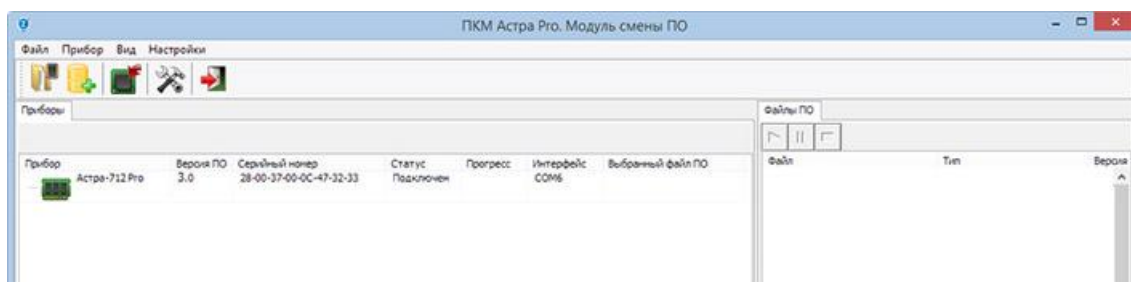 ПКМ Астра Pro. Модуль смены ПО
Файл Прибор Вид Настройки
Приборы
Файлы ПО
Прибор Версия ПО Серийный номер Статус Прогресс Интерфейс Выбранный файл ПО
Файл Тип Версия
Астра-712 Pro 3.0 28-00-37-00-0C-47-32-33 Подключен COM6